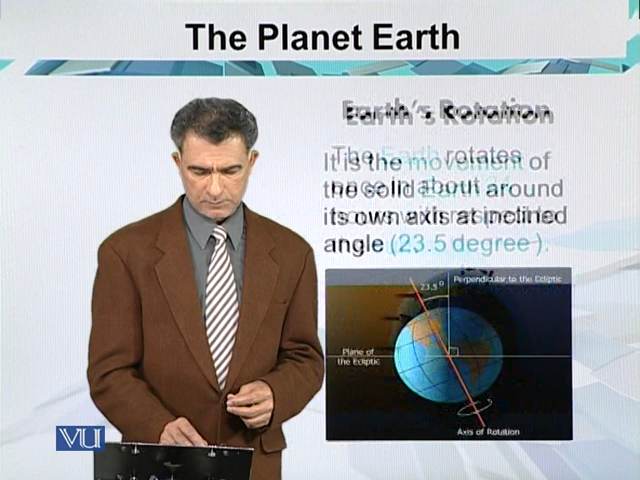 The Planet Earth
Earth's Rotation
It is the movement of
the solid Earth around
its own axis at inclined
angle (23.5 degree ).
23.5°
Perpendicular to the Ecliptic
Plane of
the Ecliptic
Axis of Rotation
VU